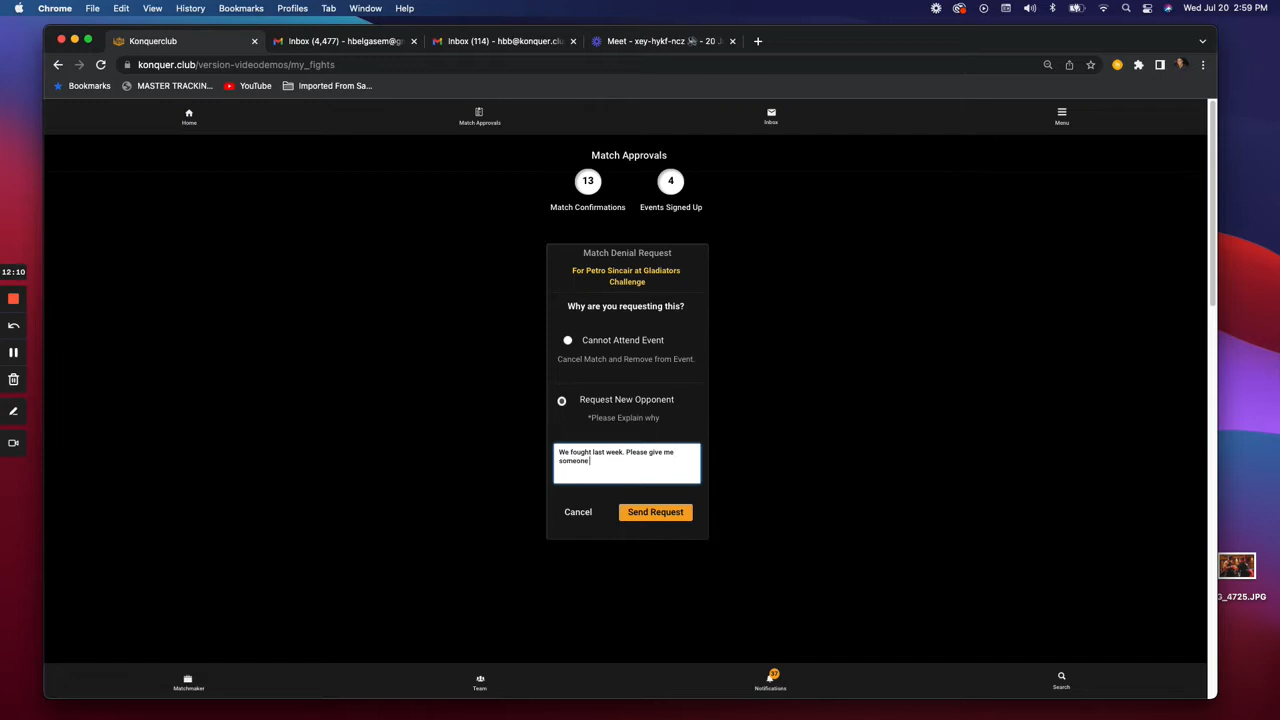 Chrome File Edit View History Bookmarks Profiles Tab Window Help
Wed Jul 20 2:59 PM
Konquerclub
Inbox (4,477) - hbelgasem@gr
Inbox (114) - hbb@konquer.clu
Meet - xey-hykf-ncz
- 20 J
konquer.club/version-videodemos/my_fights
Bookmarks
MASTER TRACKIN...
YouTube
Imported From Sa...
Home
Match Approvals
Inbox
Menu
Match Approvals
13
4
Match Confirmations
Events Signed Up
12:10
Match Denial Request
For Petro Sincair at Gladiators
Challenge
Why are you requesting this?
Cannot Attend Event
Cancel Match and Remove from Event.
Request New Opponent
*Please Explain why
We fought last week. Please give me
someone
Cancel
Send Request
G_4725.JPG
Matchmaker
Team
37
Notifications
Search